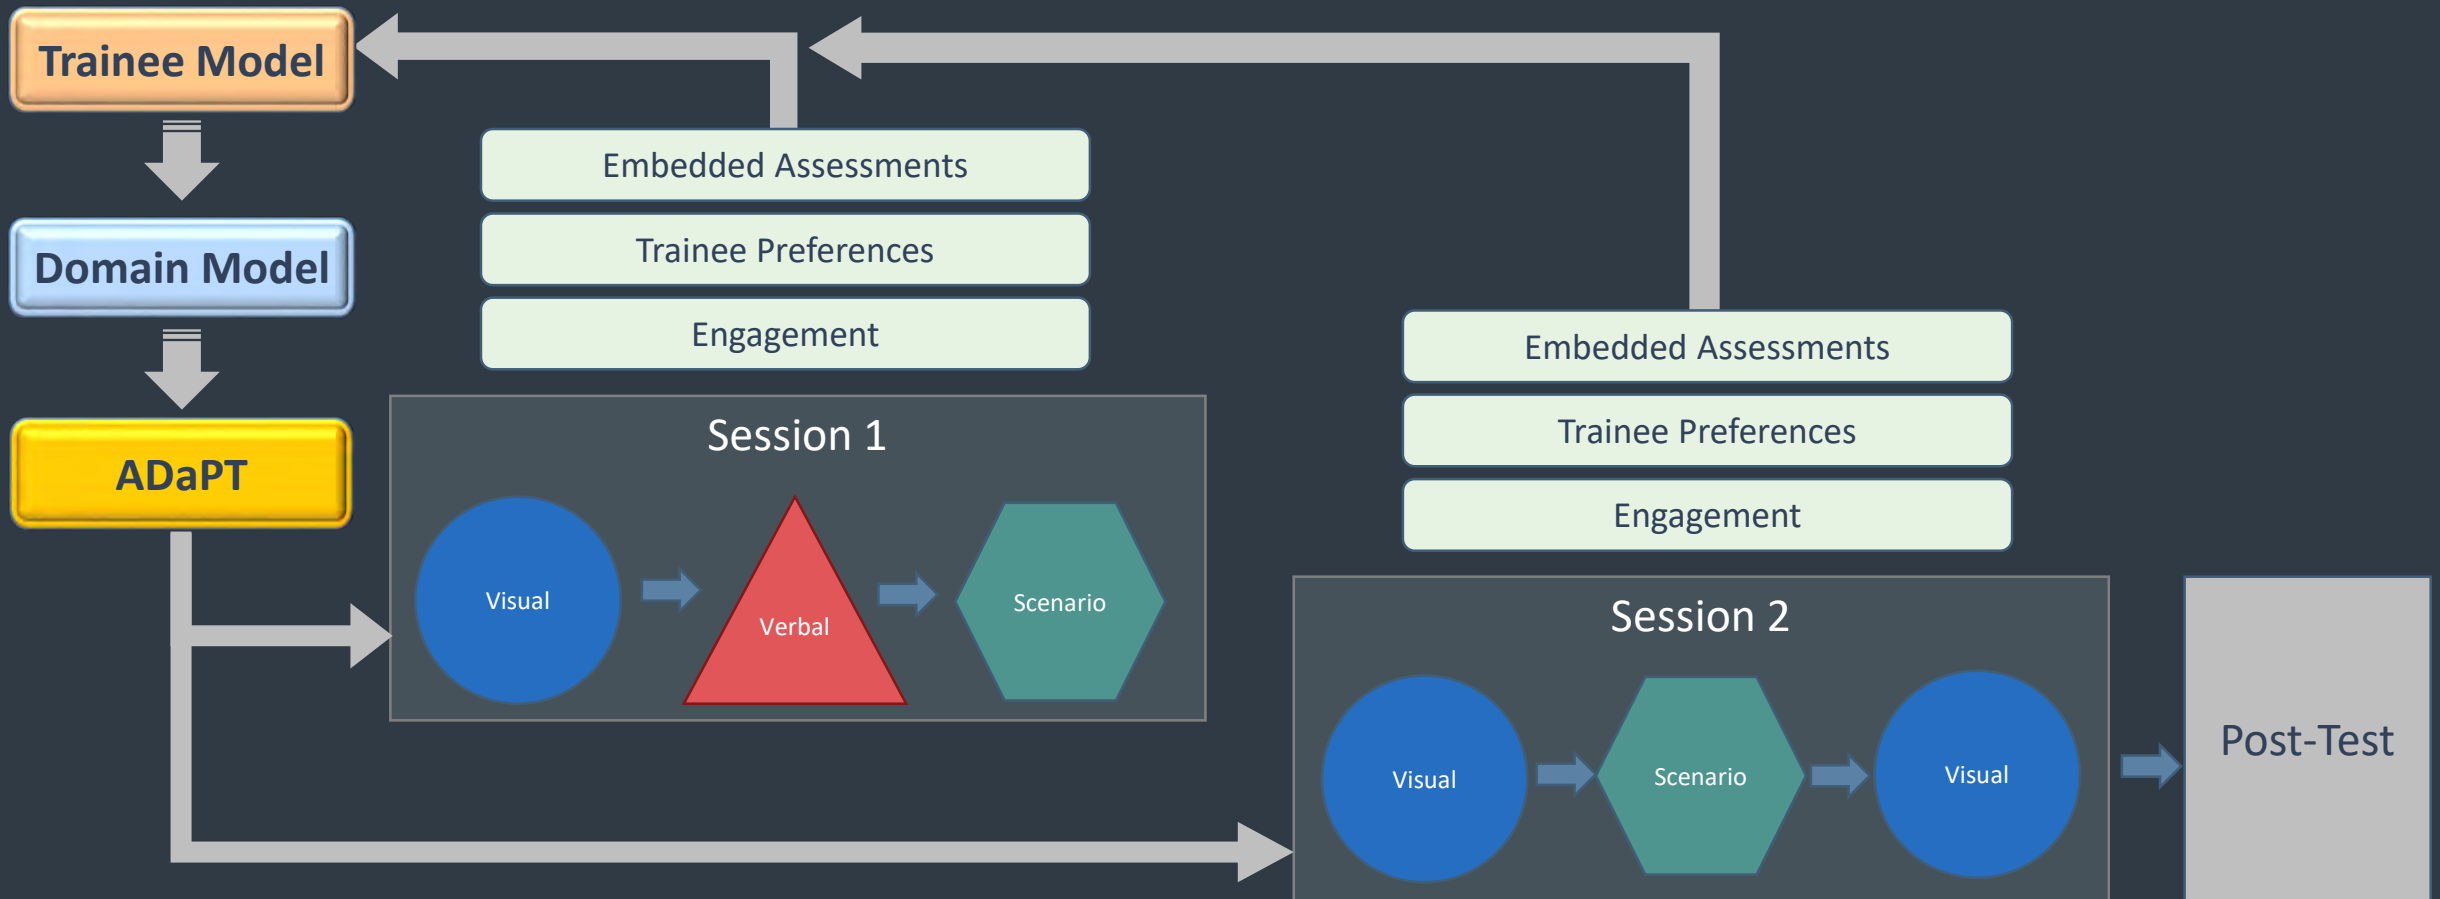 Trainee Model
Domain Model
ADaPT
Embedded Assessments
Trainee Preferences
Engagement
Session 1
Visual
Verbal
Scenario
Embedded Assessments
Trainee Preferences
Engagement
Session 2
Visual
Scenario
Visual
Post-Test